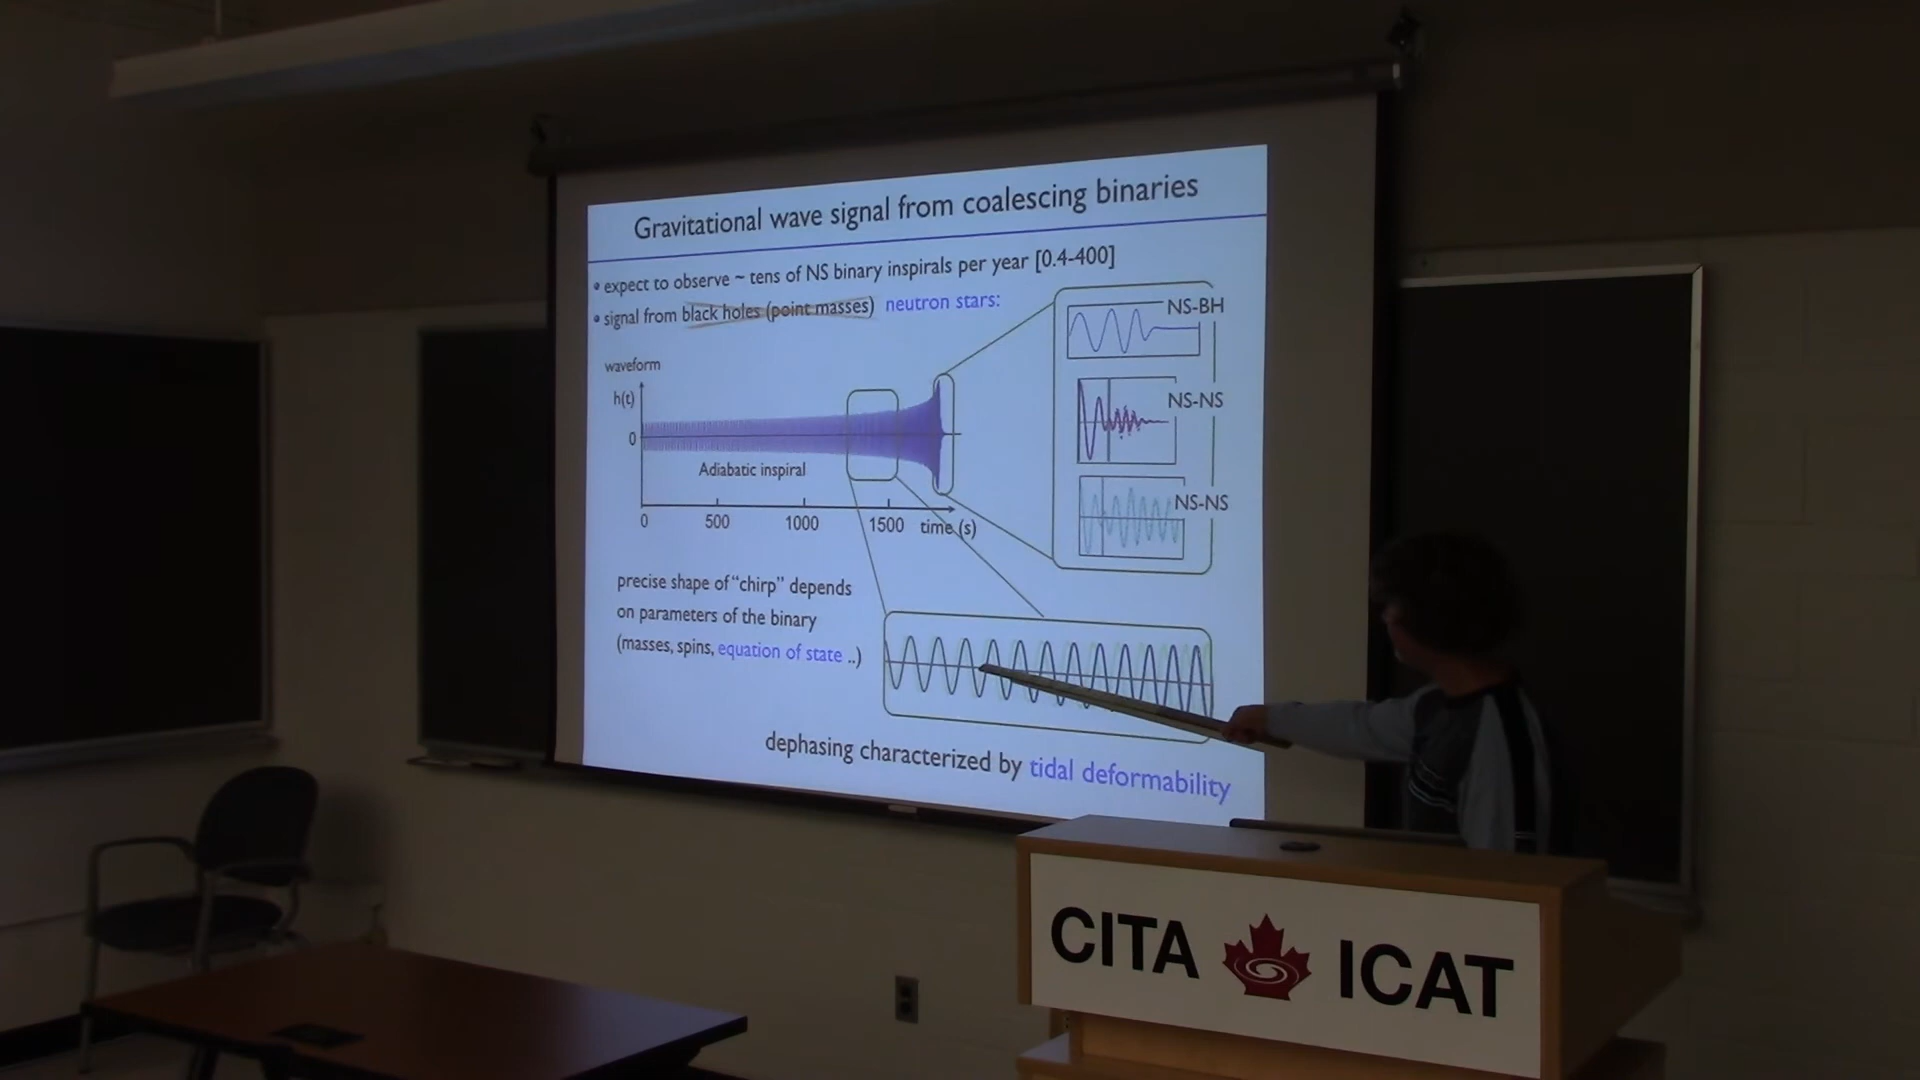 Gravitational wave signal from coalescing binaries
• expect to observe ~ tens of NS binary inspirals per year [0.4-400]
• signal from black holes (point masses) neutron stars:
NS-BH
waveform
h(t)
NS-NS
0
Adiabatic inspiral
NS-NS
0 500 1000 1500 time (s)
precise shape of "chirp" depends
on parameters of the binary
(masses, spins, equation of state ..)
dephasing characterized by tidal deformability
CITA ICAT